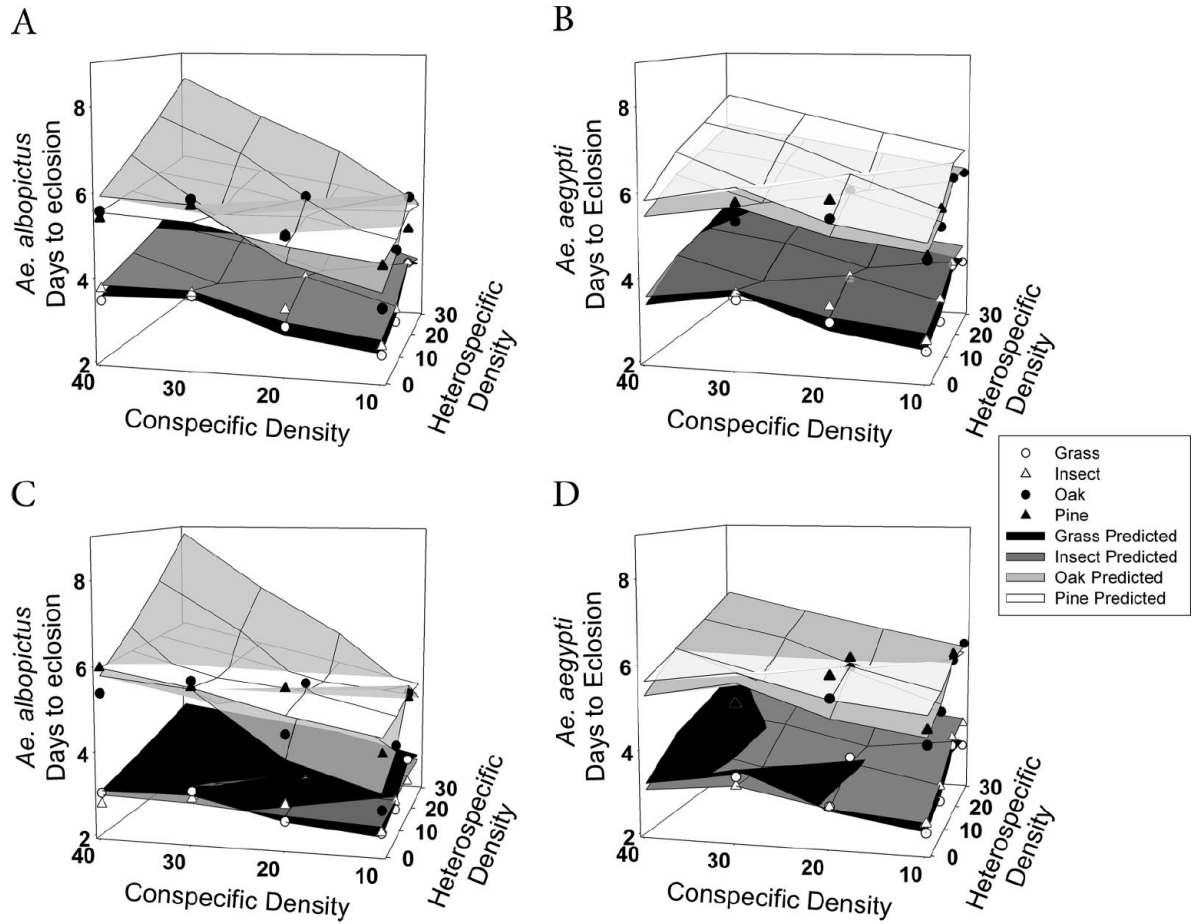 A
Ae. albopictus
Days to eclosion
8
6
4
2
40
30
20
10
Conspecific Density
30
20
10
0
Heterospecific
Density
B
Ae. aegypti
Days to Eclosion
8
6
4
2
40
30
20
10
Conspecific Density
30
20
10
0
Heterospecific
Density
Grass
Insect
Oak
Pine
Grass Predicted
Insect Predicted
Oak Predicted
Pine Predicted
C
Ae. albopictus
Days to eclosion
8
6
4
2
40
30
20
10
Conspecific Density
30
20
10
0
Heterospecific
Density
D
Ae. aegypti
Days to Eclosion
8
6
4
2
40
30
20
10
Conspecific Density
30
20
10
0
Heterospecific
Density